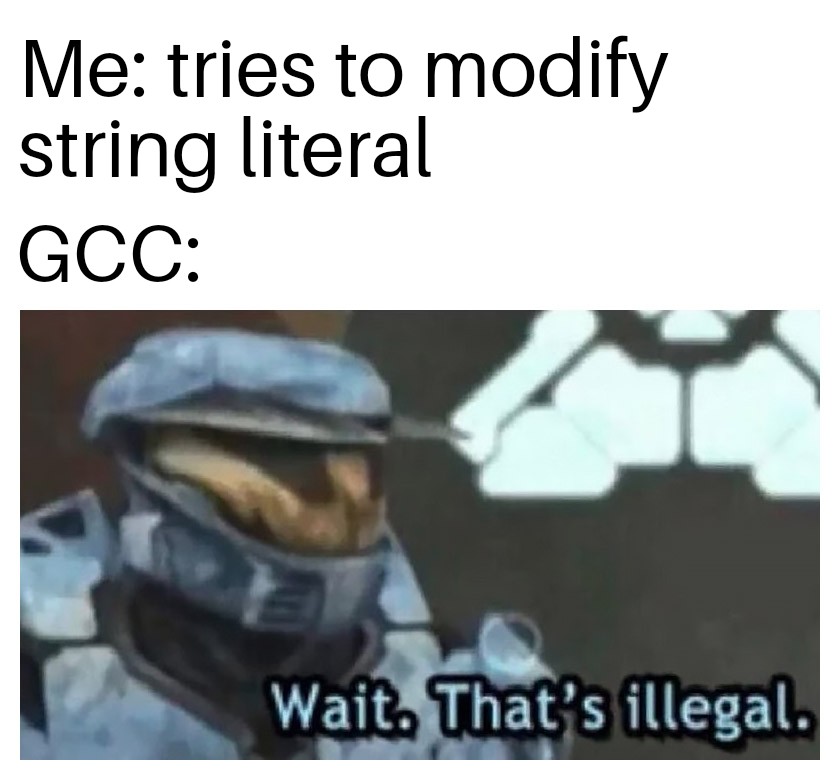 Me: tries to modify
string literal
GCC:
Wait. That's illegal.